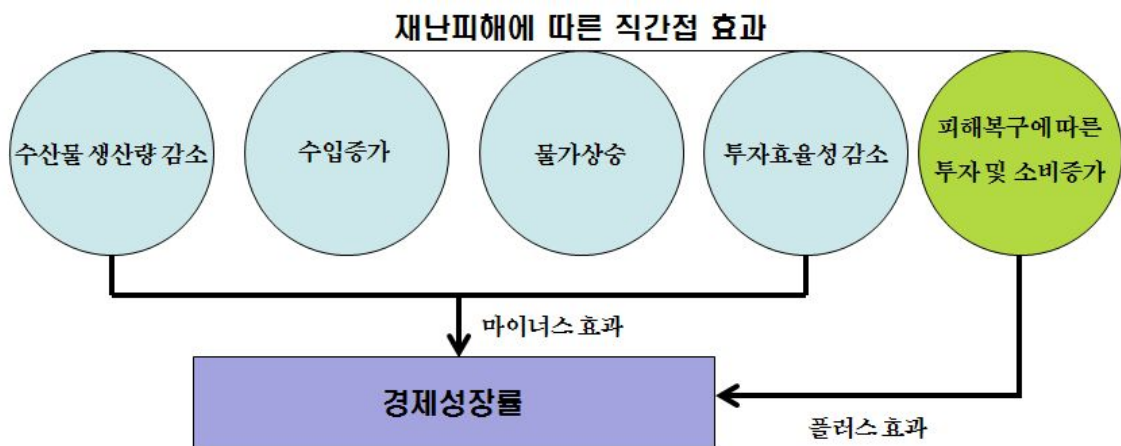 재난피해에 따른 직간접 효과
수산물 생산량 감소
수입증가
물가상승
투자효율성 감소
피해복구에 따른
투자 및 소비증가
마이너스 효과
경제성장률
플러스 효과